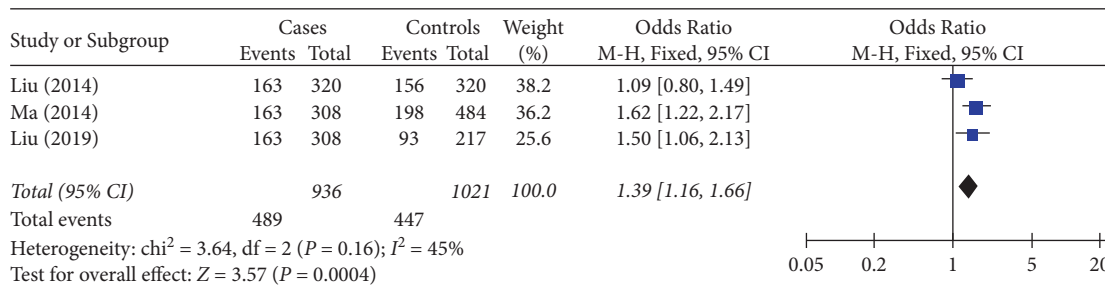 Study or Subgroup Cases Controls Weight Odds Ratio Odds Ratio
Events Total Events Total (%) M-H, Fixed, 95% CI M-H, Fixed, 95% CI
Liu (2014) 163 320 156 320 38.2 1.09 [0.80, 1.49]
Ma (2014) 163 308 198 484 36.2 1.62 [1.22, 2.17]
Liu (2019) 163 308 93 217 25.6 1.50 [1.06, 2.13]
Total (95% CI) 936 1021 100.0 1.39 [1.16, 1.66]
Total events 489 447
Heterogeneity: chi² = 3.64, df = 2 (P = 0.16); I² = 45%
Test for overall effect: Z = 3.57 (P = 0.0004)
0.05 0.2 1 5 20